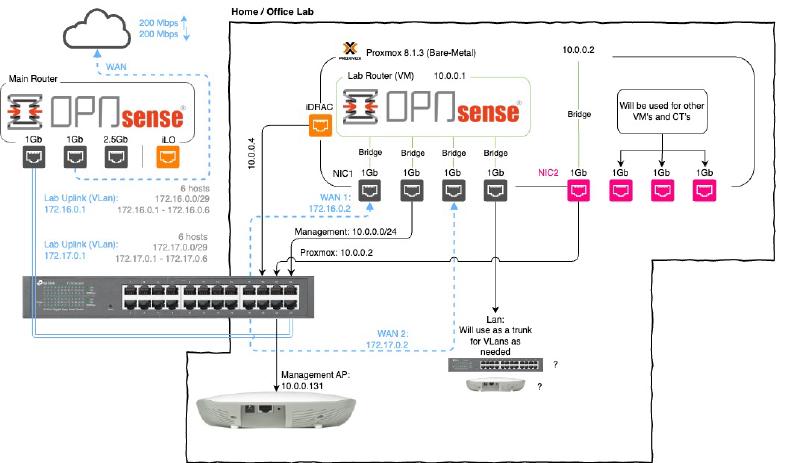 Home / Office Lab
200 Mbps
200 Mbps
WAN
Main Router
OPNsense®
1Gb
1Gb
2.5Gb
iLO
PROXMOX
Proxmox 8.1.3 (Bare-Metal)
Lab Router (VM)
10.0.0.1
OPNsense®
iDRAC
10.0.0.4
10.0.0.2
Bridge
Will be used for other
VM's and CT's
Bridge
Bridge
Bridge
Bridge
NIC1
1Gb
1Gb
1Gb
1Gb
NIC2
1Gb
1Gb
1Gb
1Gb
6 hosts
Lab Uplink (VLan):
172.16.0.0/29
172.16.0.1
172.16.0.1 - 172.16.0.6
WAN 1:
172.16.0.2
Management: 10.0.0.0/24
6 hosts
Lab Uplink (VLan):
172.17.0.0/29
172.17.0.1
172.17.0.1 - 172.17.0.6
Proxmox: 10.0.0.2
WAN 2:
172.17.0.2
Lan:
Will use as a trunk
for VLans as
needed
?
?
Management AP:
10.0.0.131